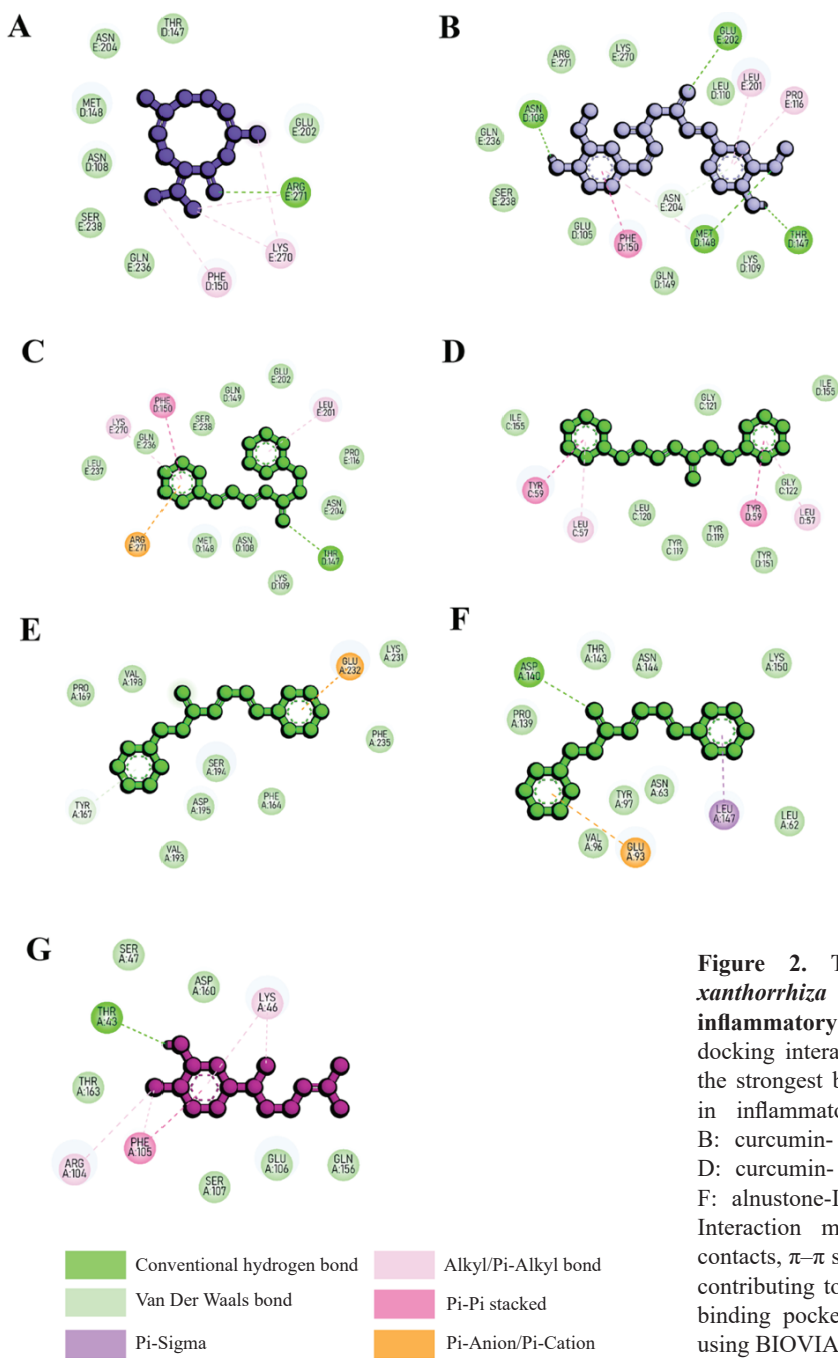 A
ASN
E:204
THR
D:147
MET
D:148
GLU
E:202
ASN
D:108
ARG
E:271
SER
E:238
GLN
E:236
LYS
E:270
PHE
D:150
B
GLU
E:202
ARG
E:271
LYS
E:270
LEU
D:110
LEU
E:201
PRO
E:116
ASN
D:108
GLN
E:236
SER
E:238
ASN
E:204
GLU
D:105
PHE
D:150
MET
D:148
THR
D:147
LYS
D:109
GLN
D:149
C
GLU
E:202
PHE
D:150
GLN
D:149
LEU
E:201
LYS
E:270
SER
E:238
GLN
E:236
PRO
E:116
LEU
E:237
ASN
E:204
ARG
E:271
MET
D:148
ASN
D:108
THR
D:147
LYS
D:109
D
ILE
D:155
GLY
C:121
ILE
C:155
TYR
C:59
GLY
C:122
LEU
C:120
TYR
D:59
LEU
D:57
LEU
C:57
TYR
C:119
TYR
D:119
TYR
D:151
E
GLU
A:232
LYS
A:231
VAL
A:198
PRO
A:169
PHE
A:235
SER
A:194
TYR
A:167
ASP
A:195
PHE
A:164
VAL
A:193
F
THR
A:143
ASN
A:144
LYS
A:150
ASP
A:140
PRO
A:139
TYR
A:97
ASN
A:63
LEU
A:147
LEU
A:62
VAL
A:96
GLU
A:93
G
SER
A:47
ASP
A:160
LYS
A:46
THR
A:43
THR
A:163
ARG
A:104
PHE
A:105
SER
A:107
GLU
A:106
GLN
A:156
Conventional hydrogen bond
Van Der Waals bond
Pi-Sigma
Alkyl/Pi-Alkyl bond
Pi-Pi stacked
Pi-Anion/Pi-Cation
Figure 2. T
xanthorrhiza
inflammatory
docking intera
the strongest b
in inflammato
B: curcumin-
D: curcumin-
F: alnustone-I
Interaction m
contacts, π–π s
contributing to
binding pocke
using BIOVIA